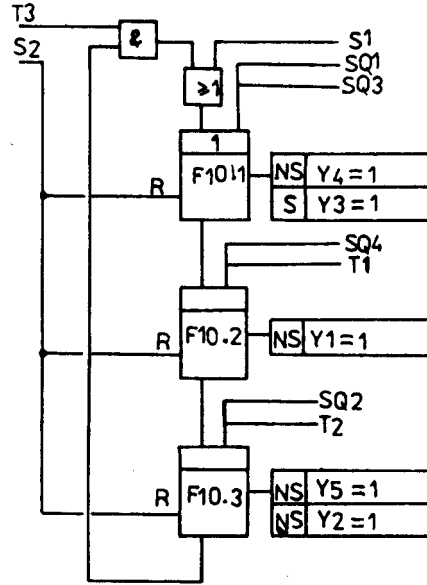 T3
&
S1
S2
≥1
SQ1
SQ3
1
F10.1
NS Y4=1
R
S Y3=1
SQ4
T1
R
F10.2
NS Y1=1
SQ2
T2
R
F10.3
NS Y5=1
NS Y2=1